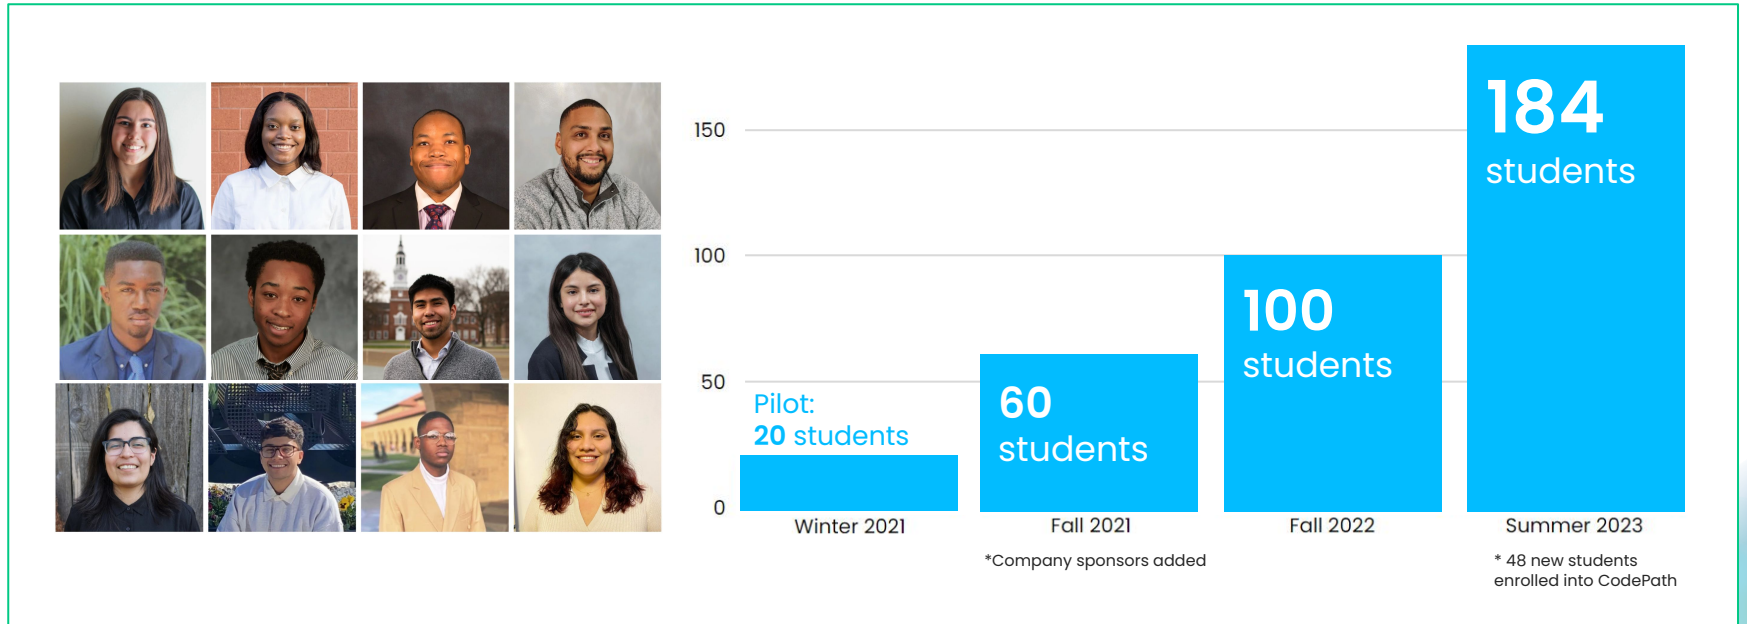 150
100
50
0
Pilot:
20 students
60
students
100
students
184
students
Winter 2021
Fall 2021
Fall 2022
Summer 2023
*Company sponsors added
* 48 new students
enrolled into CodePath